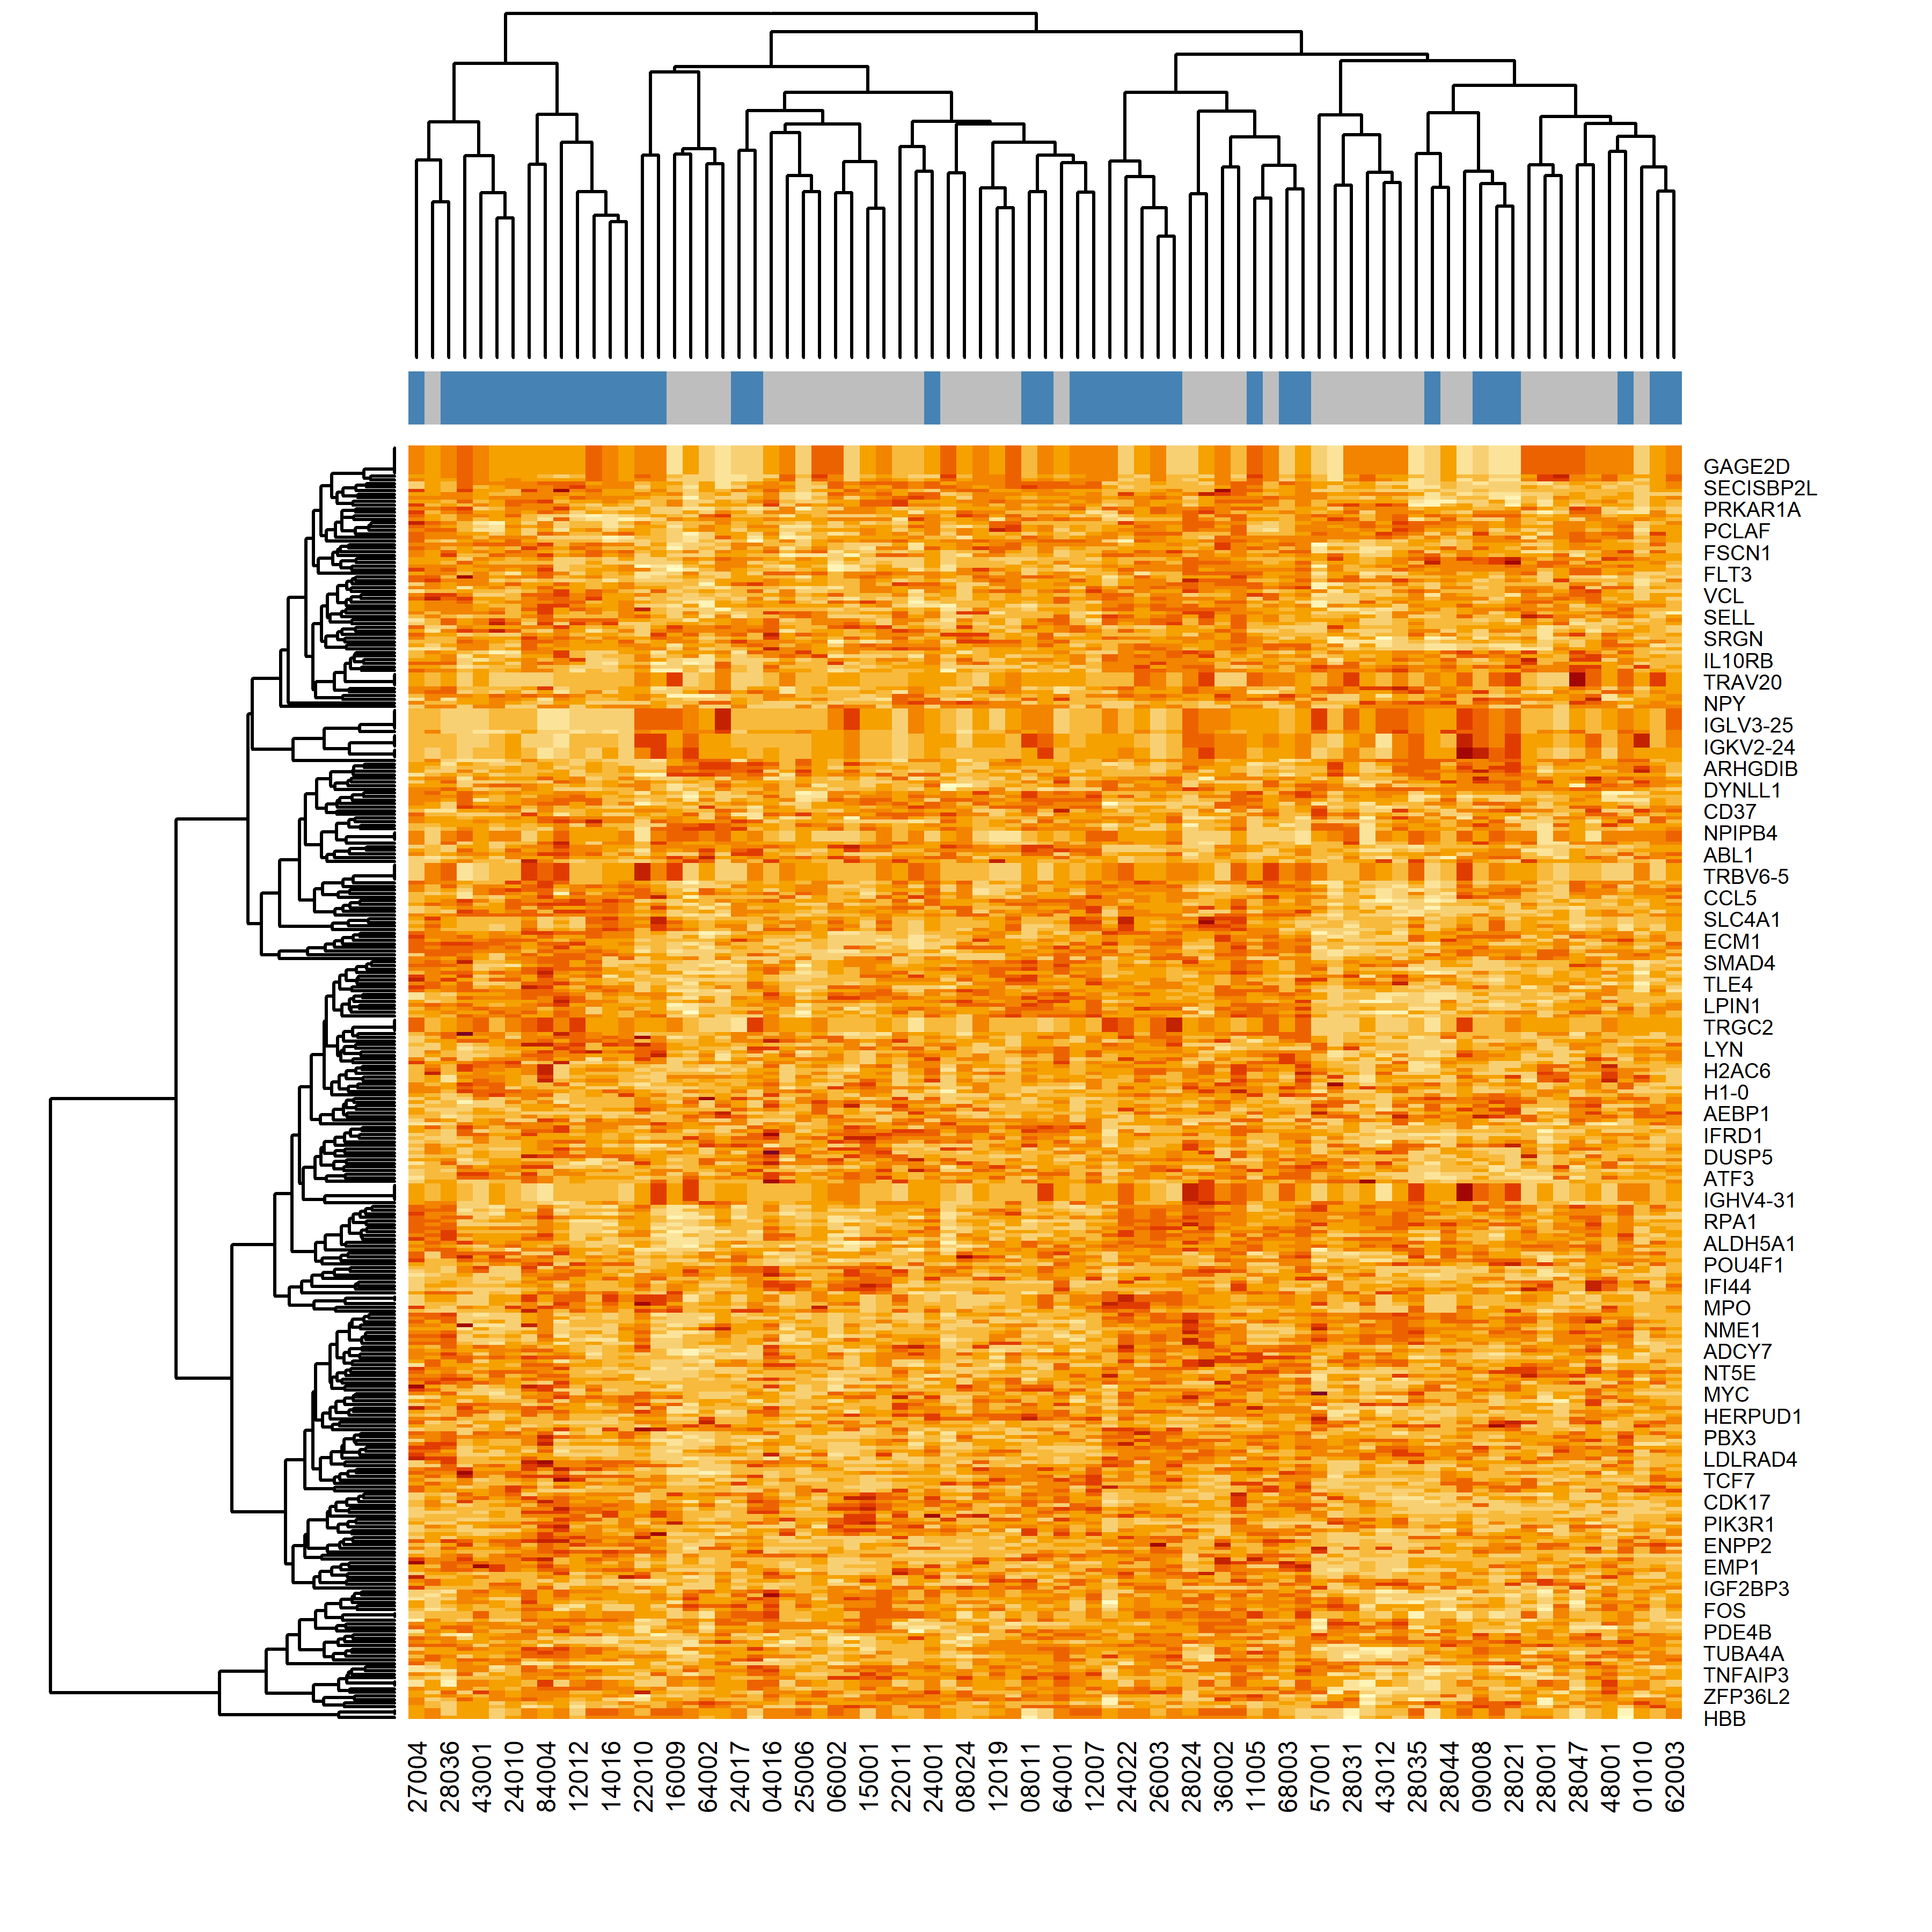 GAGE2D
SECISBP2L
PRKAR1A
PCLAF
FSCN1
FLT3
VCL
SELL
SRGN
IL10RB
TRAV20
NPY
IGLV3-25
IGKV2-24
ARHGDIB
DYNLL1
CD37
NPIPB4
ABL1
TRBV6-5
CCL5
SLC4A1
ECM1
SMAD4
TLE4
LPIN1
TRGC2
LYN
H2AC6
H1-0
AEBP1
IFRD1
DUSP5
ATF3
IGHV4-31
RPA1
ALDH5A1
POU4F1
IFI44
MPO
NME1
ADCY7
NT5E
MYC
HERPUD1
PBX3
LDLRAD4
TCF7
CDK17
PIK3R1
ENPP2
EMP1
IGF2BP3
FOS
PDE4B
TUBA4A
TNFAIP3
ZFP36L2
HBB
27004
28036
43001
24010
84004
12012
14016
22010
16009
64002
24017
04016
25006
06002
15001
22011
24001
08024
12019
08011
64001
12007
24022
26003
28024
36002
11005
68003
57001
28031
43012
28035
28044
09008
28021
28001
28047
48001
01010
62003